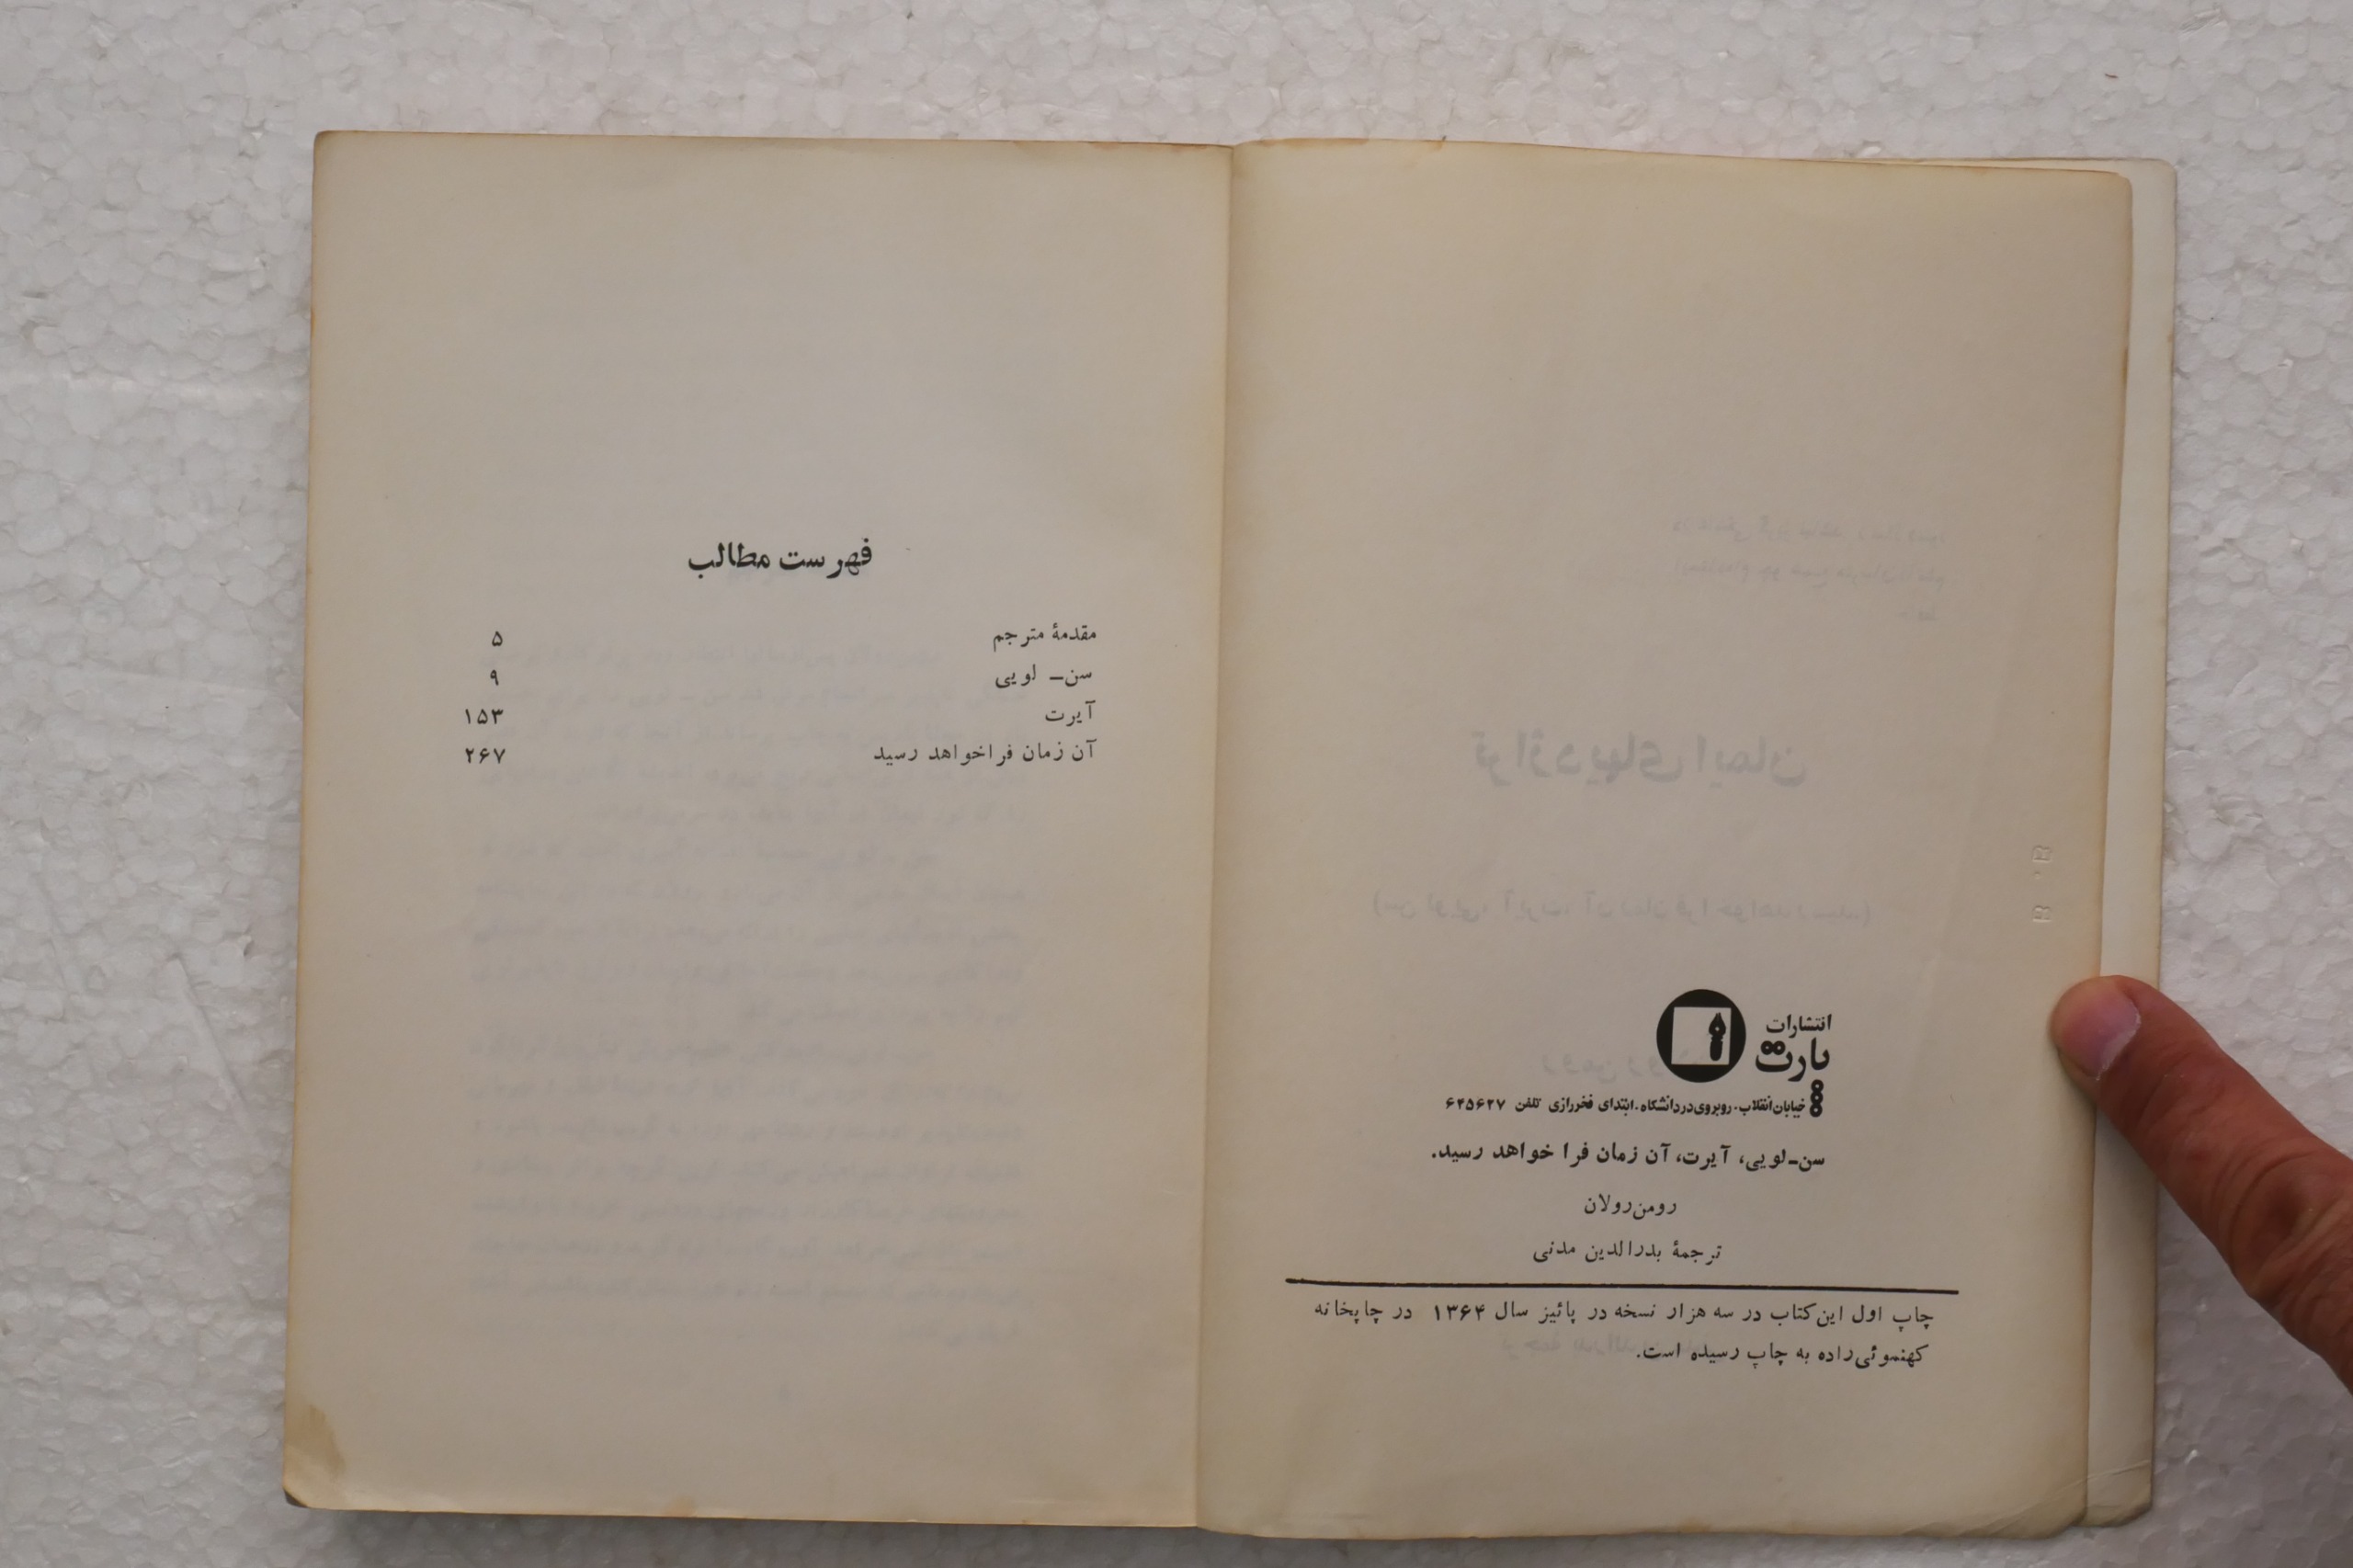 انتشارات
پارت
خیابان انقلاب. روبروی در دانشگاه. ابتدای فخررازی تلفن ۶۴۵۶۲۷
سن-لویی، آیرت، آن زمان فرا خواهد رسید.
رومن رولان
ترجمهٔ بدرالدین مدنی
چاپ اول این کتاب در سه هزار نسخه در پائیز سال ۱۳۶۴ در چاپخانه
کهنموئی‌زاده به چاپ رسیده است.
فهرست مطالب
مقدمهٔ مترجم ۵
سن- لویی ۹
آیرت ۱۵۳
آن زمان فراخواهد رسید ۲۶۷